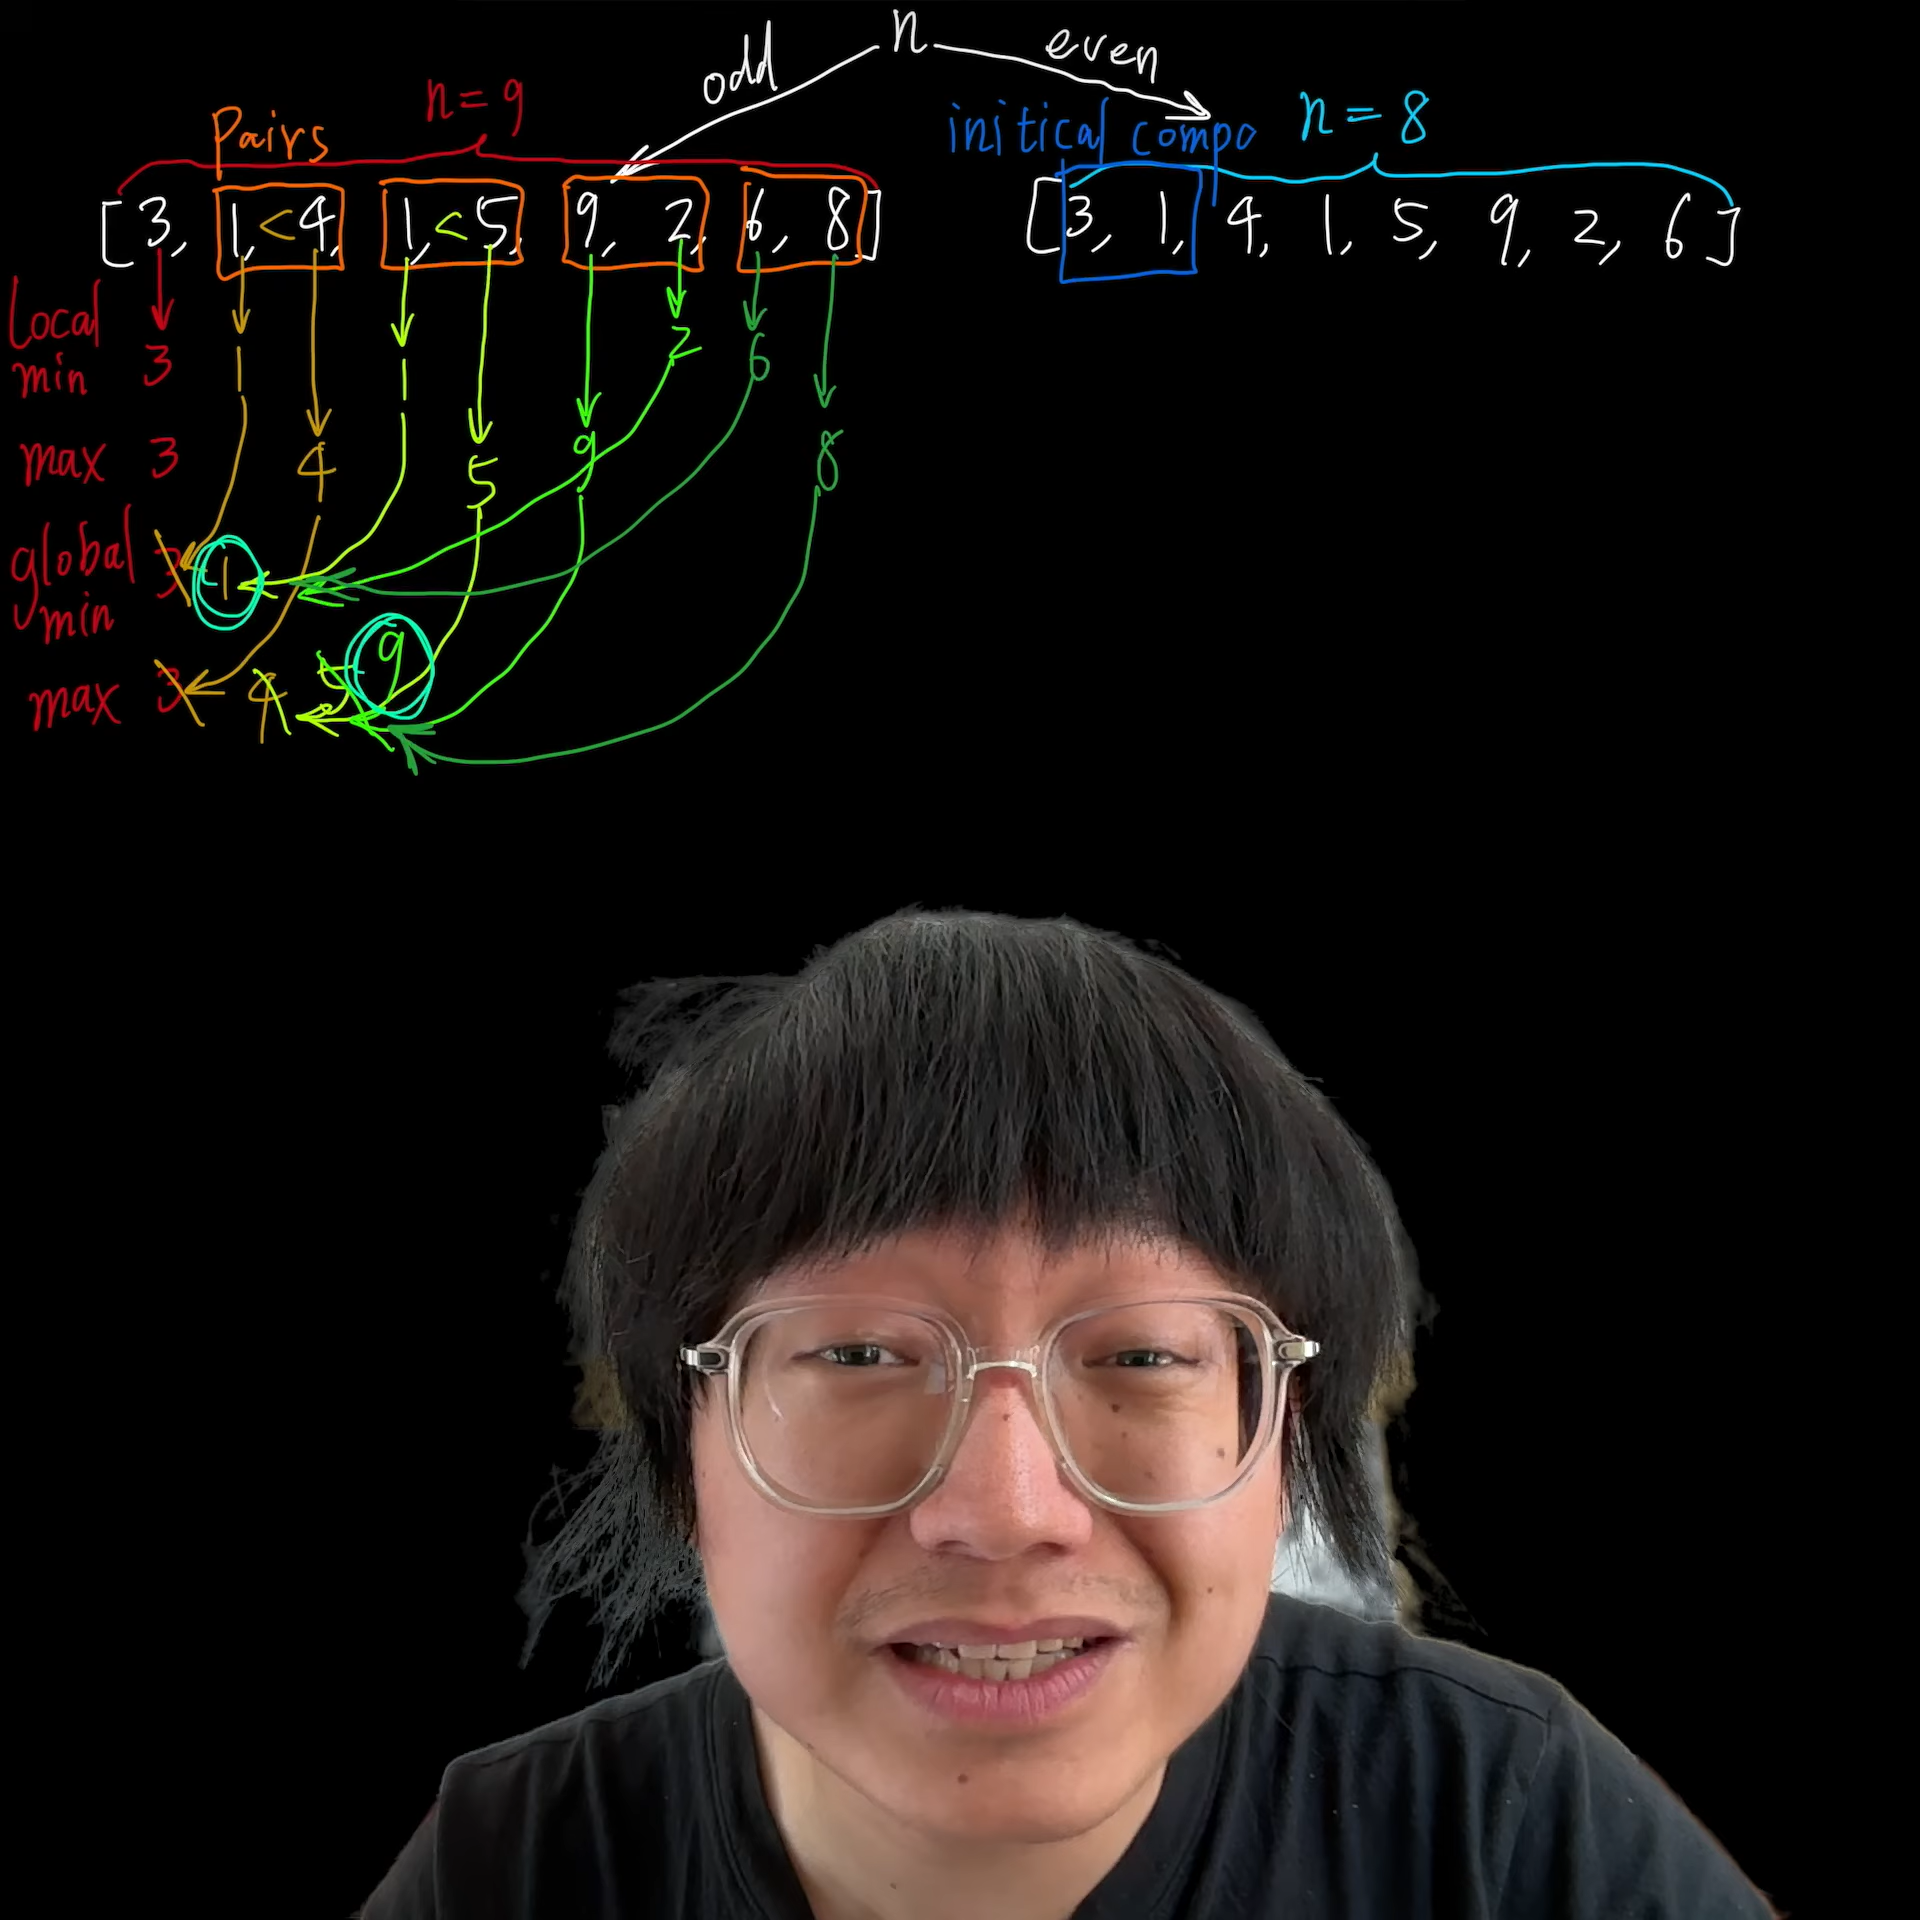 n
odd
even
n = 9
Pairs
initical compo
n = 8
[ 3, 1, < 4, 1, < 5, 9, 2, 6, 8 ]
[ 3, 1, 4, 1, 5, 9, 2, 6 ]
local
min 3 1 1 2 6
max 3 4 5 9 8
global 3 1
min
max 3 4 5 9